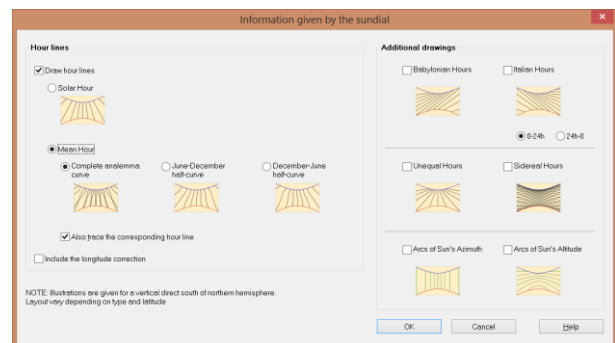 Information given by the sundial
Hour lines
Draw hour lines
Solar Hour
Mean Hour
Complete analemma
curve
June-December
half-curve
December-June
half-curve
Also trace the corresponding hour line
Include the longitude correction
NOTE: Illustrations are given for a vertical direct south of northern hemisphere.
Layout vary depending on type and latitude
Additional drawings
Babylonian Hours
Italian Hours
0-24h
24h-0
Unequal Hours
Sidereal Hours
Arcs of Sun's Azimuth
Arcs of Sun's Altitude
OK
Cancel
Help